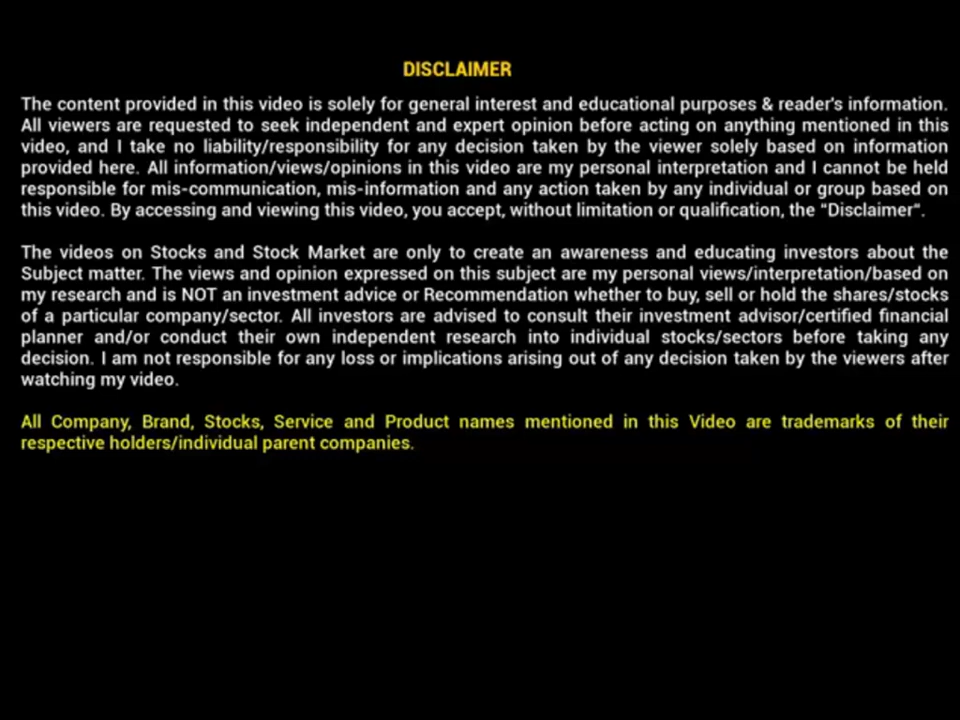 DISCLAIMER
The content provided in this video is solely for general interest and educational purposes & reader's information.
All viewers are requested to seek independent and expert opinion before acting on anything mentioned in this
video, and I take no liability/responsibility for any decision taken by the viewer solely based on information
provided here. All information/views/opinions in this video are my personal interpretation and I cannot be held
responsible for mis-communication, mis-information and any action taken by any individual or group based on
this video. By accessing and viewing this video, you accept, without limitation or qualification, the "Disclaimer".
The videos on Stocks and Stock Market are only to create an awareness and educating investors about the
Subject matter. The views and opinion expressed on this subject are my personal views/interpretation/based on
my research and is NOT an investment advice or Recommendation whether to buy, sell or hold the shares/stocks
of a particular company/sector. All investors are advised to consult their investment advisor/certified financial
planner and/or conduct their own independent research into individual stocks/sectors before taking any
decision. I am not responsible for any loss or implications arising out of any decision taken by the viewers after
watching my video.
All Company, Brand, Stocks, Service and Product names mentioned in this Video are trademarks of their
respective holders/individual parent companies.